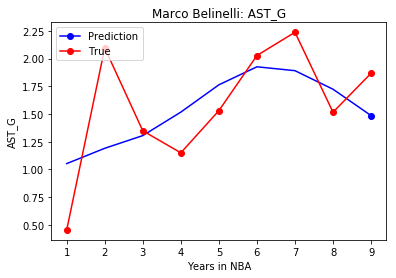 Marco Belinelli: AST_G
Prediction
True
2.25
2.00
1.75
1.50
1.25
1.00
0.75
0.50
AST_G
1 2 3 4 5 6 7 8 9
Years in NBA